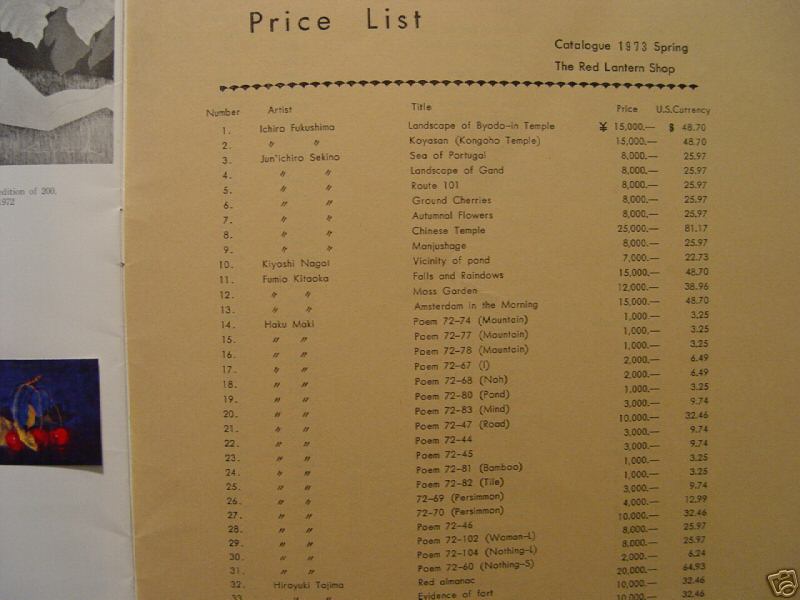 edition of 200,
1972
Price List
Catalogue 1973 Spring
The Red Lantern Shop
Number Artist Title Price U.S.Currency
1. Ichiro Fukushima Landscape of Byodo-in Temple ¥ 15,000.— $ 48.70
2. 〃 〃 Koyasan (Kongoho Temple) 15,000.— 48.70
3. Jun'ichiro Sekino Sea of Portugal 8,000.— 25.97
4. 〃 〃 Landscape of Gand 8,000.— 25.97
5. 〃 〃 Route 101 8,000.— 25.97
6. 〃 〃 Ground Cherries 8,000.— 25.97
7. 〃 〃 Autumnal Flowers 8,000.— 25.97
8. 〃 〃 Chinese Temple 25,000.— 81.17
9. 〃 〃 Manjushage 8,000.— 25.97
10. Kiyoshi Nagai Vicinity of pond 7,000.— 22.73
11. Fumio Kitaoka Falls and Raindows 15,000.— 48.70
12. 〃 〃 Moss Garden 12,000.— 38.96
13. 〃 〃 Amsterdam in the Morning 15,000.— 48.70
14. Haku Maki Poem 72-74 (Mountain) 1,000.— 3.25
15. 〃 〃 Poem 72-77 (Mountain) 1,000.— 3.25
16. 〃 〃 Poem 72-78 (Mountain) 1,000.— 3.25
17. 〃 〃 Poem 72-67 (I) 2,000.— 6.49
18. 〃 〃 Poem 72-68 (Noh) 2,000.— 6.49
19. 〃 〃 Poem 72-80 (Pond) 1,000.— 3.25
20. 〃 〃 Poem 72-83 (Mind) 3,000.— 9.74
21. 〃 〃 Poem 72-47 (Road) 10,000.— 32.46
22. 〃 〃 Poem 72-44 3,000.— 9.74
23. 〃 〃 Poem 72-45 3,000.— 9.74
24. 〃 〃 Poem 72-81 (Bamboo) 1,000.— 3.25
25. 〃 〃 Poem 72-82 (Tile) 1,000.— 3.25
26. 〃 〃 72-69 (Persimmon) 3,000.— 9.74
27. 〃 〃 72-70 (Persimmon) 4,000.— 12.99
28. 〃 〃 Poem 72-46 10,000.— 32.46
29. 〃 〃 Poem 72-102 (Woman-L) 8,000.— 25.97
30. 〃 〃 Poem 72-104 (Nothing-L) 8,000.— 25.97
31. 〃 〃 Poem 72-60 (Nothing-S) 2,000.— 6.24
32. Hiroyuki Tajima Red almanac 20,000.— 64.93
33. 〃 〃 Evidence of fort 10,000.— 32.46
10,000.— 32.46